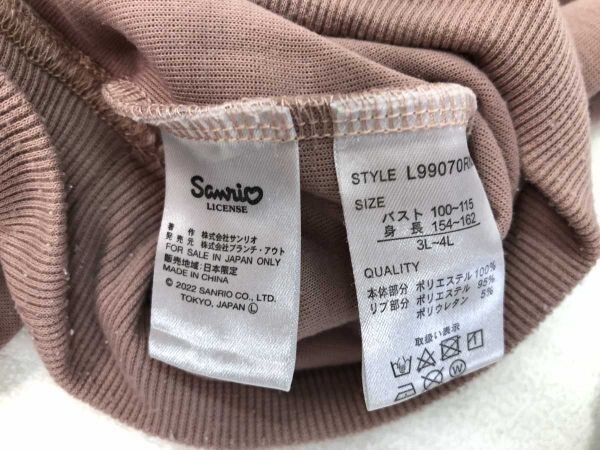 Sanrio
LICENSE
著作 株式会社サンリオ
発売元 株式会社ブランチ・アウト
FOR SALE IN JAPAN ONLY
販売地域:日本限定
MADE IN CHINA
© 2022 SANRIO CO., LTD.
TOKYO, JAPAN Ⓛ
STYLE L99070R
SIZE
バスト 100~115
身長 154~162
3L~4L
QUALITY
本体部分 ポリエステル 100%
リブ部分 ポリエステル 95%
ポリウレタン 5%
取扱い表示